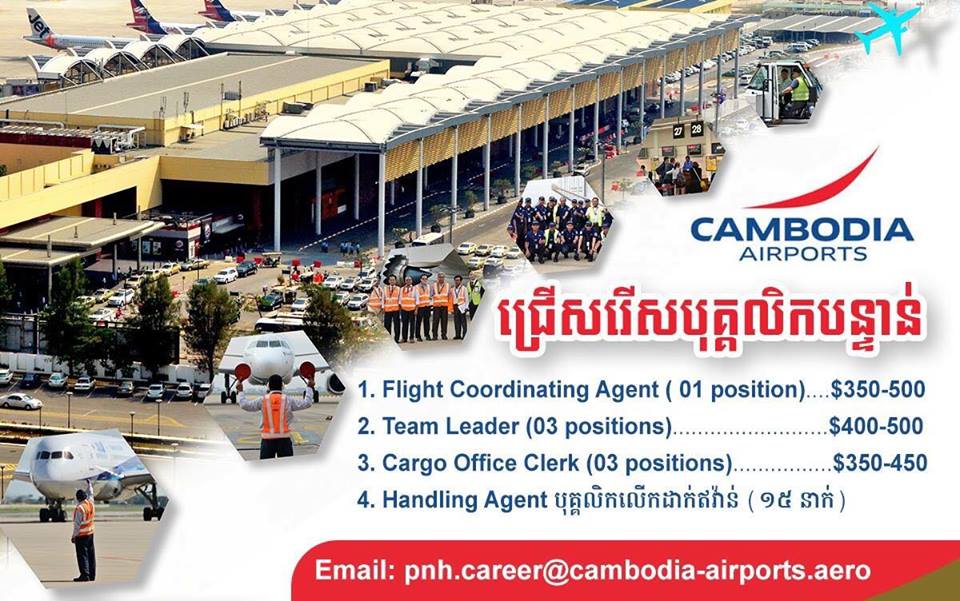 Jet
27 28
CAMBODIA
AIRPORTS
ជ្រើសរើសបុគ្គលិកបន្ទាន់
1. Flight Coordinating Agent ( 01 position)....$350-500
2. Team Leader (03 positions)..........................$400-500
3. Cargo Office Clerk (03 positions).................$350-450
4. Handling Agent បុគ្គលិកលើកដាក់ឥវ៉ាន់ ( ១៥ នាក់ )
Email: pnh.career@cambodia-airports.aero